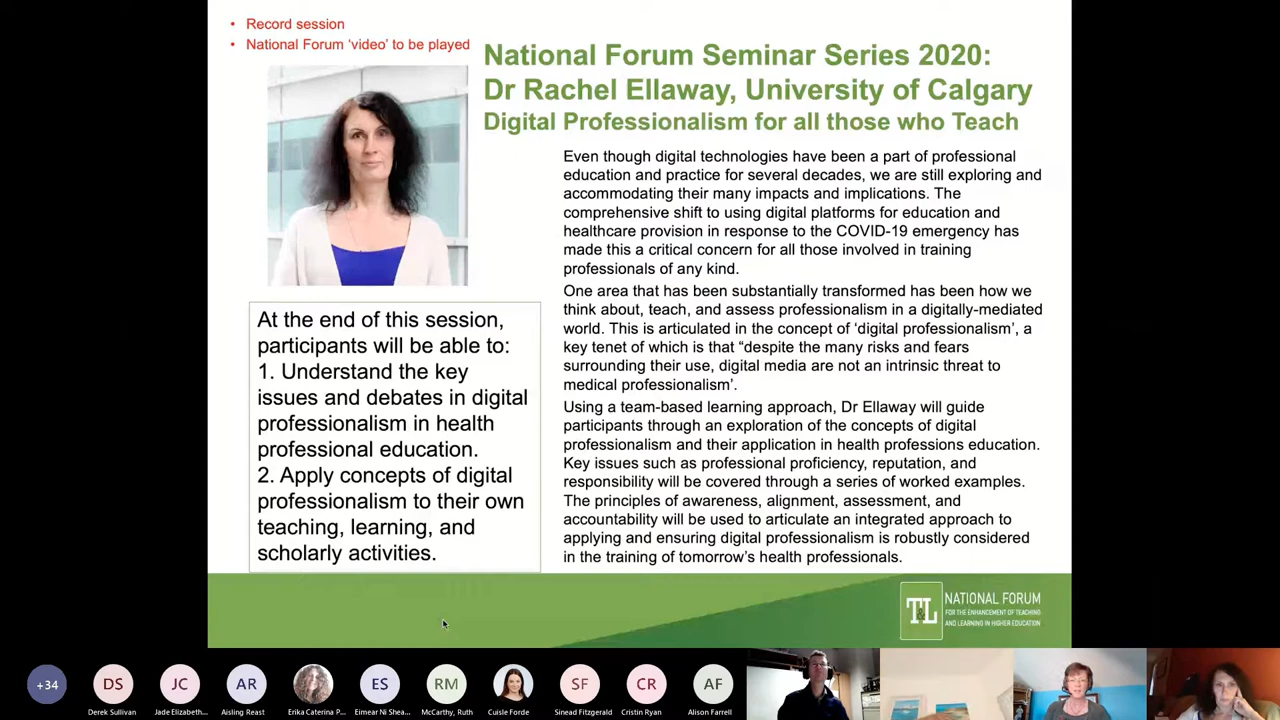 • Record session
• National Forum 'video' to be played
National Forum Seminar Series 2020:
Dr Rachel Ellaway, University of Calgary
Digital Professionalism for all those who Teach
Even though digital technologies have been a part of professional
education and practice for several decades, we are still exploring and
accommodating their many impacts and implications. The
comprehensive shift to using digital platforms for education and
healthcare provision in response to the COVID-19 emergency has
made this a critical concern for all those involved in training
professionals of any kind.
One area that has been substantially transformed has been how we
think about, teach, and assess professionalism in a digitally-mediated
world. This is articulated in the concept of 'digital professionalism', a
key tenet of which is that "despite the many risks and fears
surrounding their use, digital media are not an intrinsic threat to
medical professionalism'.
Using a team-based learning approach, Dr Ellaway will guide
participants through an exploration of the concepts of digital
professionalism and their application in health professions education.
Key issues such as professional proficiency, reputation, and
responsibility will be covered through a series of worked examples.
The principles of awareness, alignment, assessment, and
accountability will be used to articulate an integrated approach to
applying and ensuring digital professionalism is robustly considered
in the training of tomorrow's health professionals.
At the end of this session,
participants will be able to:
1. Understand the key
issues and debates in digital
professionalism in health
professional education.
2. Apply concepts of digital
professionalism to their own
teaching, learning, and
scholarly activities.
T&L
NATIONAL FORUM
FOR THE ENHANCEMENT OF TEACHING
AND LEARNING IN HIGHER EDUCATION
+34
DS
JC
AR
ES
RM
SF
CR
AF
Derek Sullivan
Jade Elizabeth...
Aisling Reast
Erika Caterina P...
Eimear Ni Shea...
McCarthy, Ruth
Cuisle Forde
Sinead Fitzgerald
Cristin Ryan
Alison Farrell